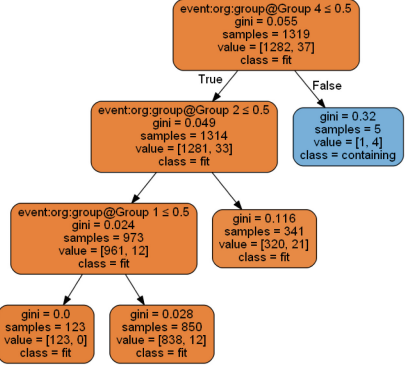 event:org:group@Group 4 ≤ 0.5
gini = 0.055
samples = 1319
value = [1282, 37]
class = fit
True
False
event:org:group@Group 2 ≤ 0.5
gini = 0.049
samples = 1314
value = [1281, 33]
class = fit
gini = 0.32
samples = 5
value = [1, 4]
class = containing
event:org:group@Group 1 ≤ 0.5
gini = 0.024
samples = 973
value = [961, 12]
class = fit
gini = 0.116
samples = 341
value = [320, 21]
class = fit
gini = 0.0
samples = 123
value = [123, 0]
class = fit
gini = 0.028
samples = 850
value = [838, 12]
class = fit